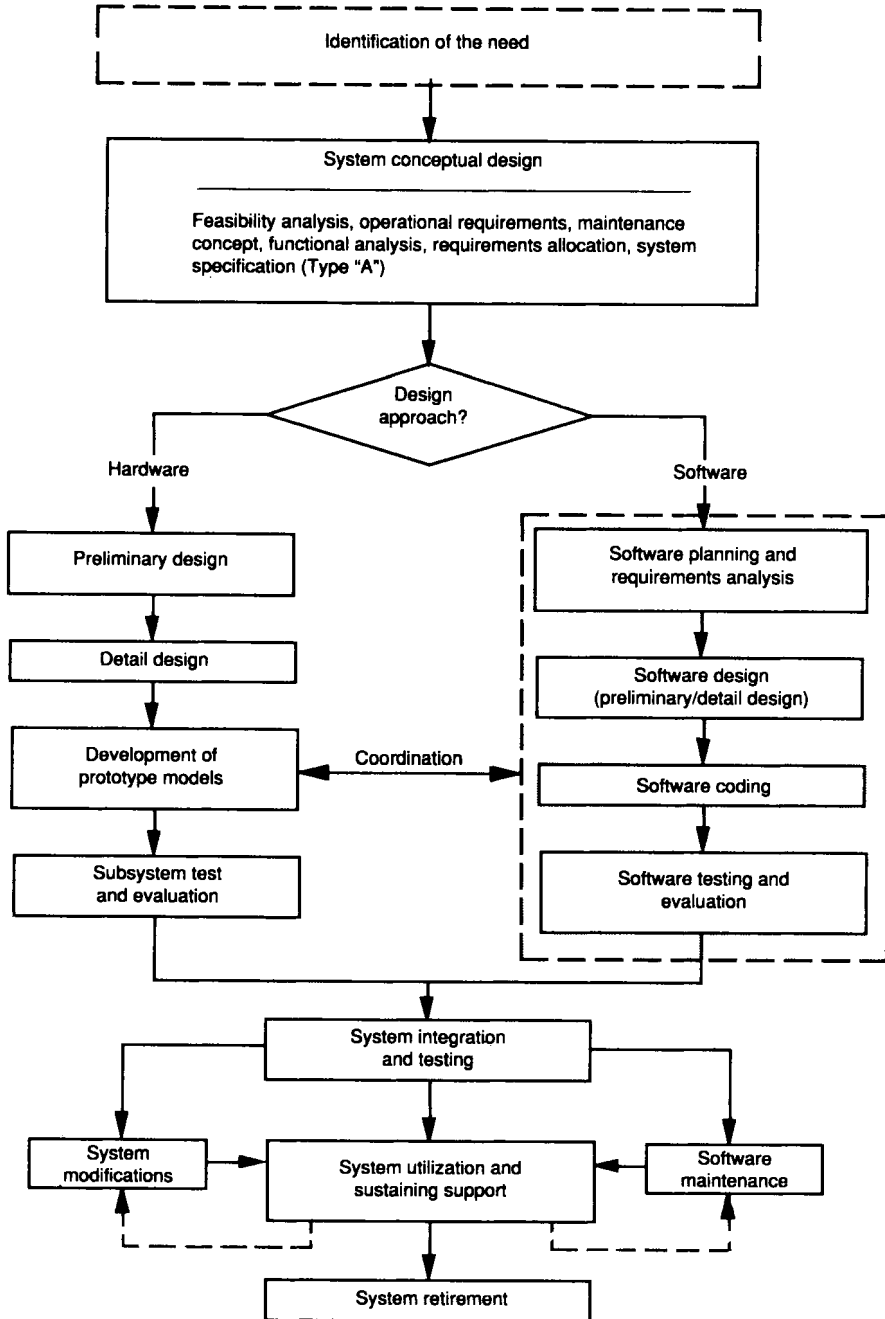 Identification of the need
System conceptual design
Feasibility analysis, operational requirements, maintenance
concept, functional analysis, requirements allocation, system
specification (Type "A")
Design
approach?
Hardware
Software
Preliminary design
Detail design
Development of
prototype models
Subsystem test
and evaluation
Coordination
Software planning and
requirements analysis
Software design
(preliminary/detail design)
Software coding
Software testing and
evaluation
System integration
and testing
System
modifications
System utilization and
sustaining support
Software
maintenance
System retirement